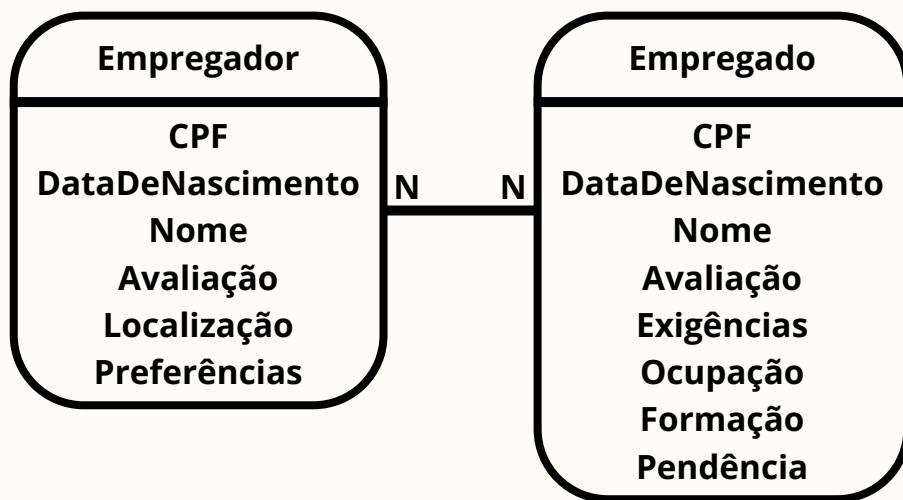 Empregador
CPF
DataDeNascimento
Nome
Avaliação
Localização
Preferências
N
N
Empregado
CPF
DataDeNascimento
Nome
Avaliação
Exigências
Ocupação
Formação
Pendência